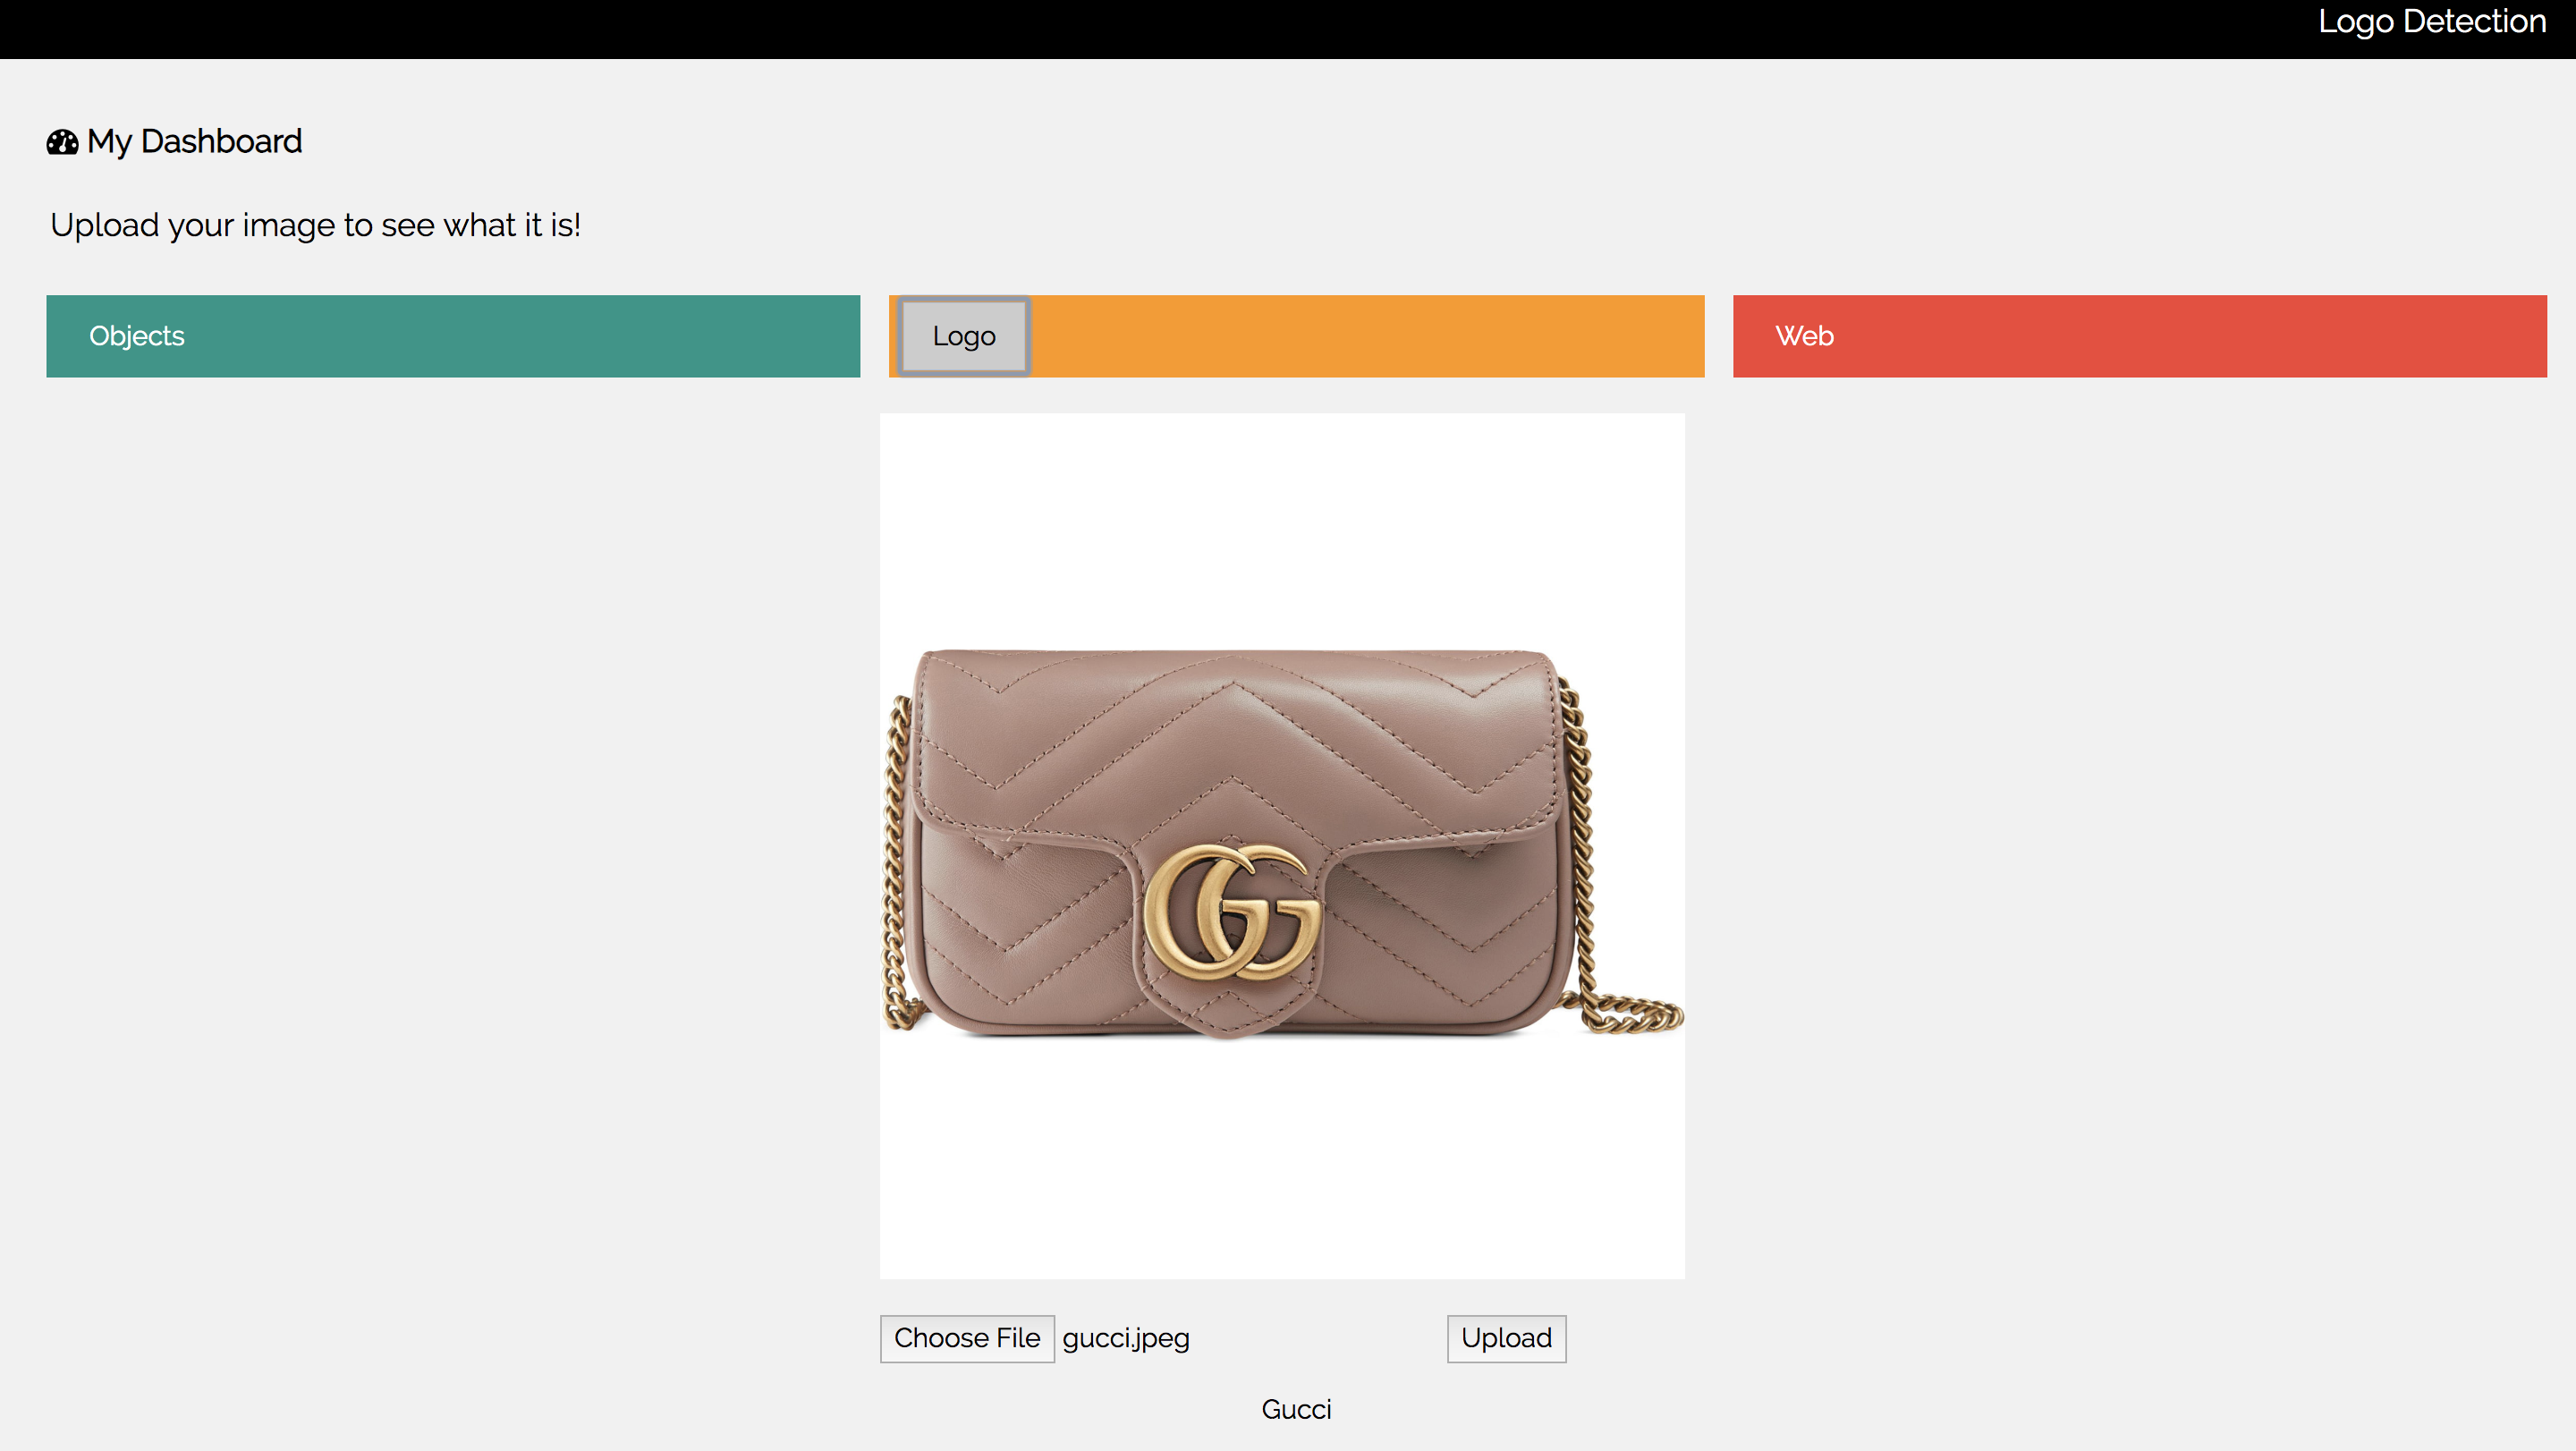 Logo Detection
My Dashboard
Upload your image to see what it is!
Objects
Logo
Web
GG
Choose File gucci.jpeg
Upload
Gucci